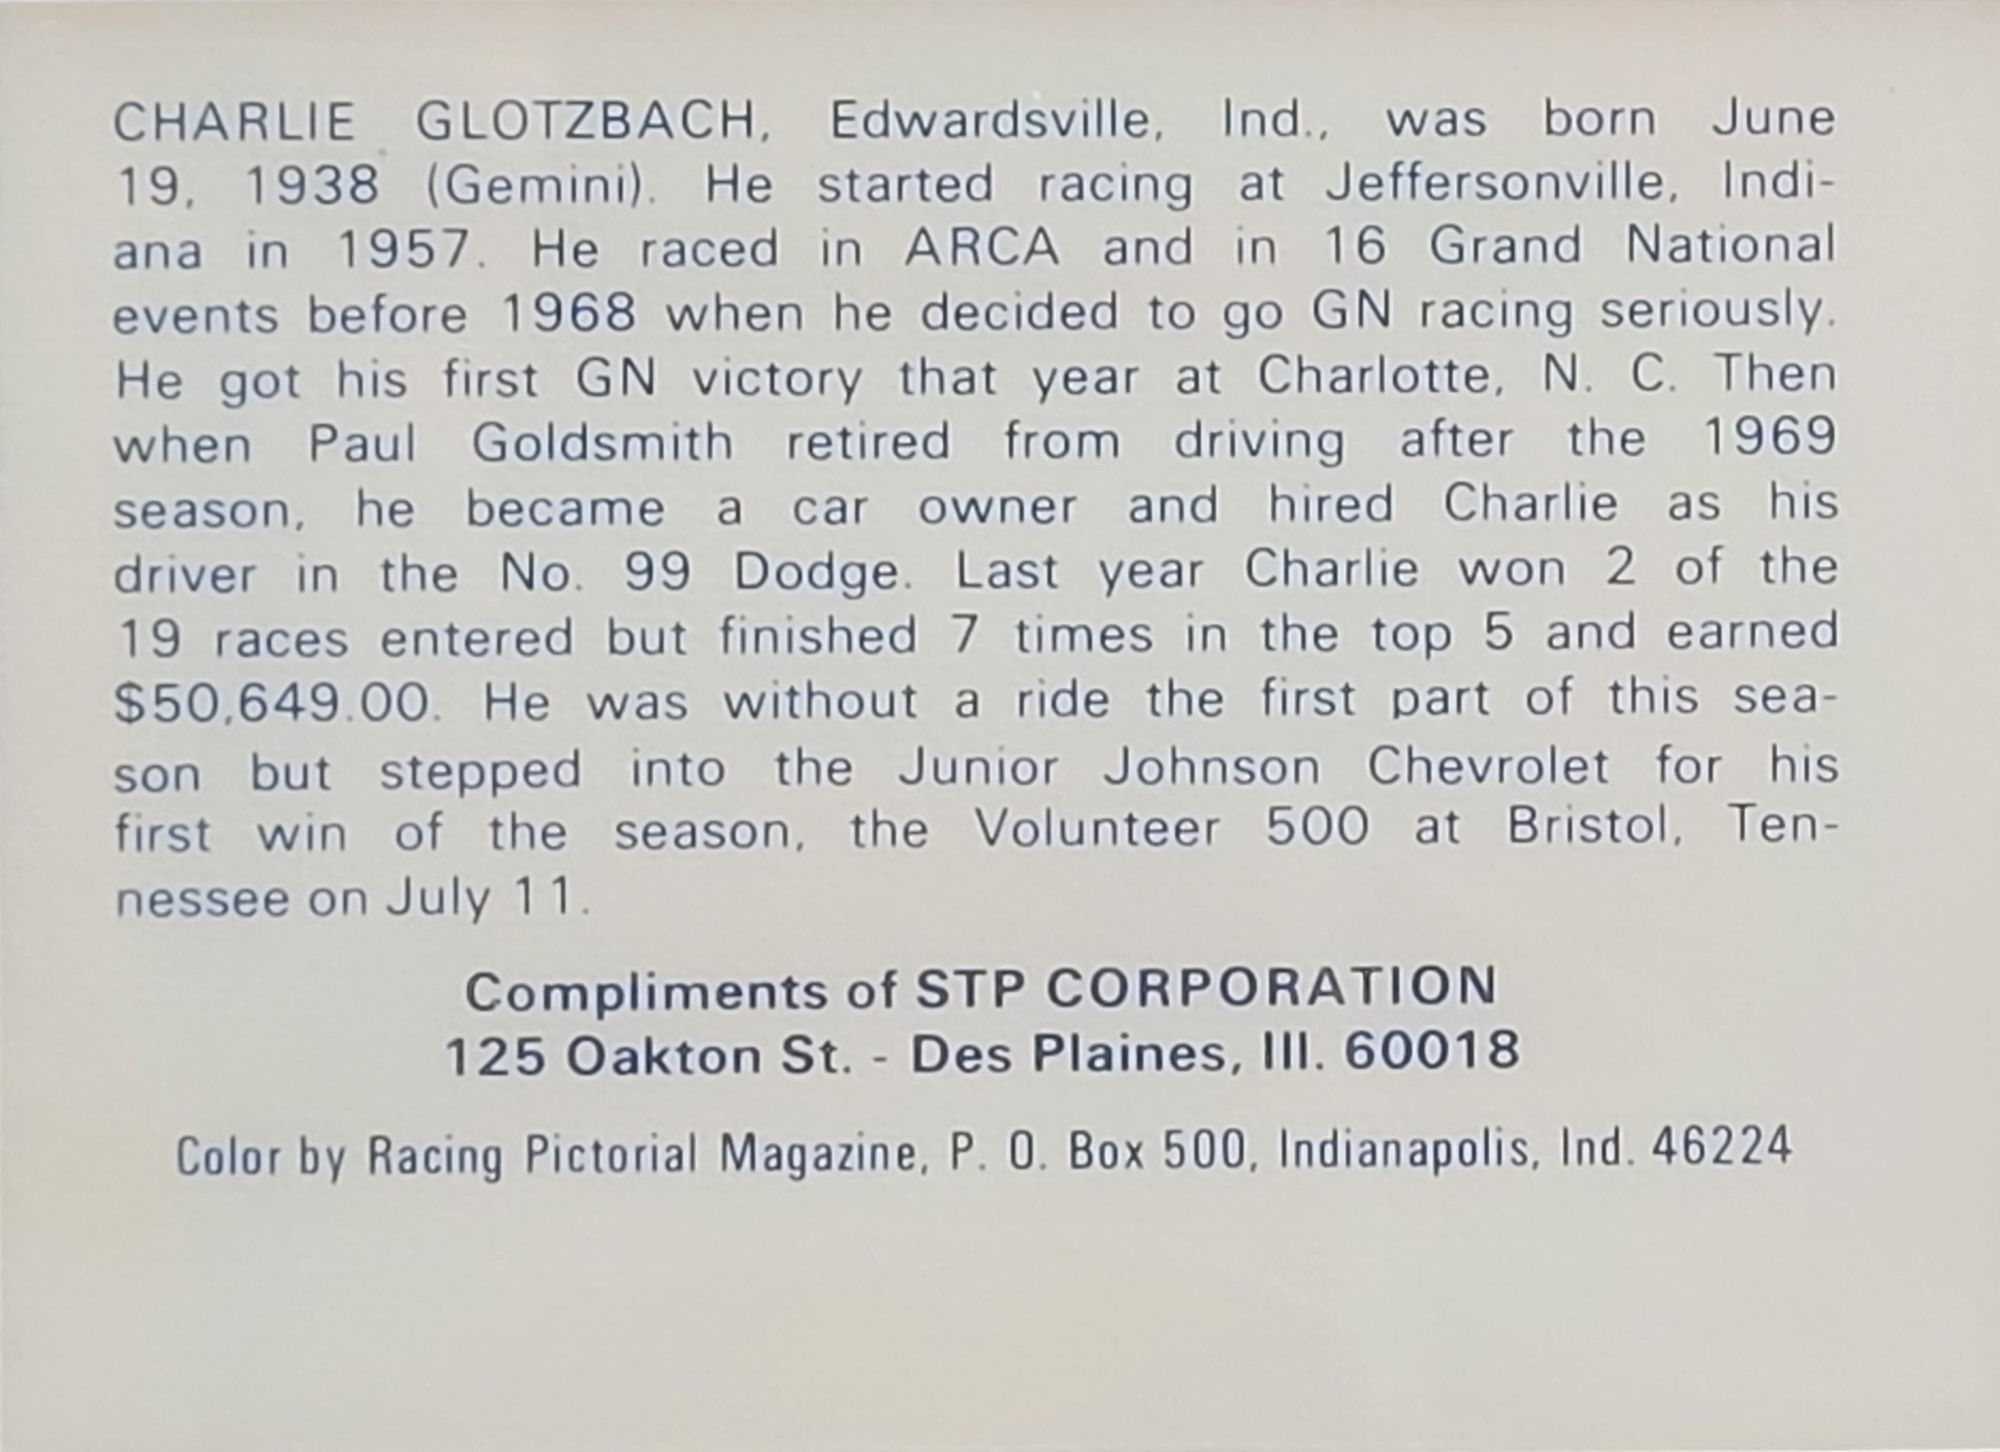 CHARLIE GLOTZBACH, Edwardsville, Ind., was born June
19, 1938 (Gemini). He started racing at Jeffersonville, Indi-
ana in 1957. He raced in ARCA and in 16 Grand National
events before 1968 when he decided to go GN racing seriously.
He got his first GN victory that year at Charlotte, N. C. Then
when Paul Goldsmith retired from driving after the 1969
season, he became a car owner and hired Charlie as his
driver in the No. 99 Dodge. Last year Charlie won 2 of the
19 races entered but finished 7 times in the top 5 and earned
$50,649.00. He was without a ride the first part of this sea-
son but stepped into the Junior Johnson Chevrolet for his
first win of the season, the Volunteer 500 at Bristol, Ten-
nessee on July 11.
Compliments of STP CORPORATION
125 Oakton St. - Des Plaines, Ill. 60018
Color by Racing Pictorial Magazine, P. O. Box 500, Indianapolis, Ind. 46224